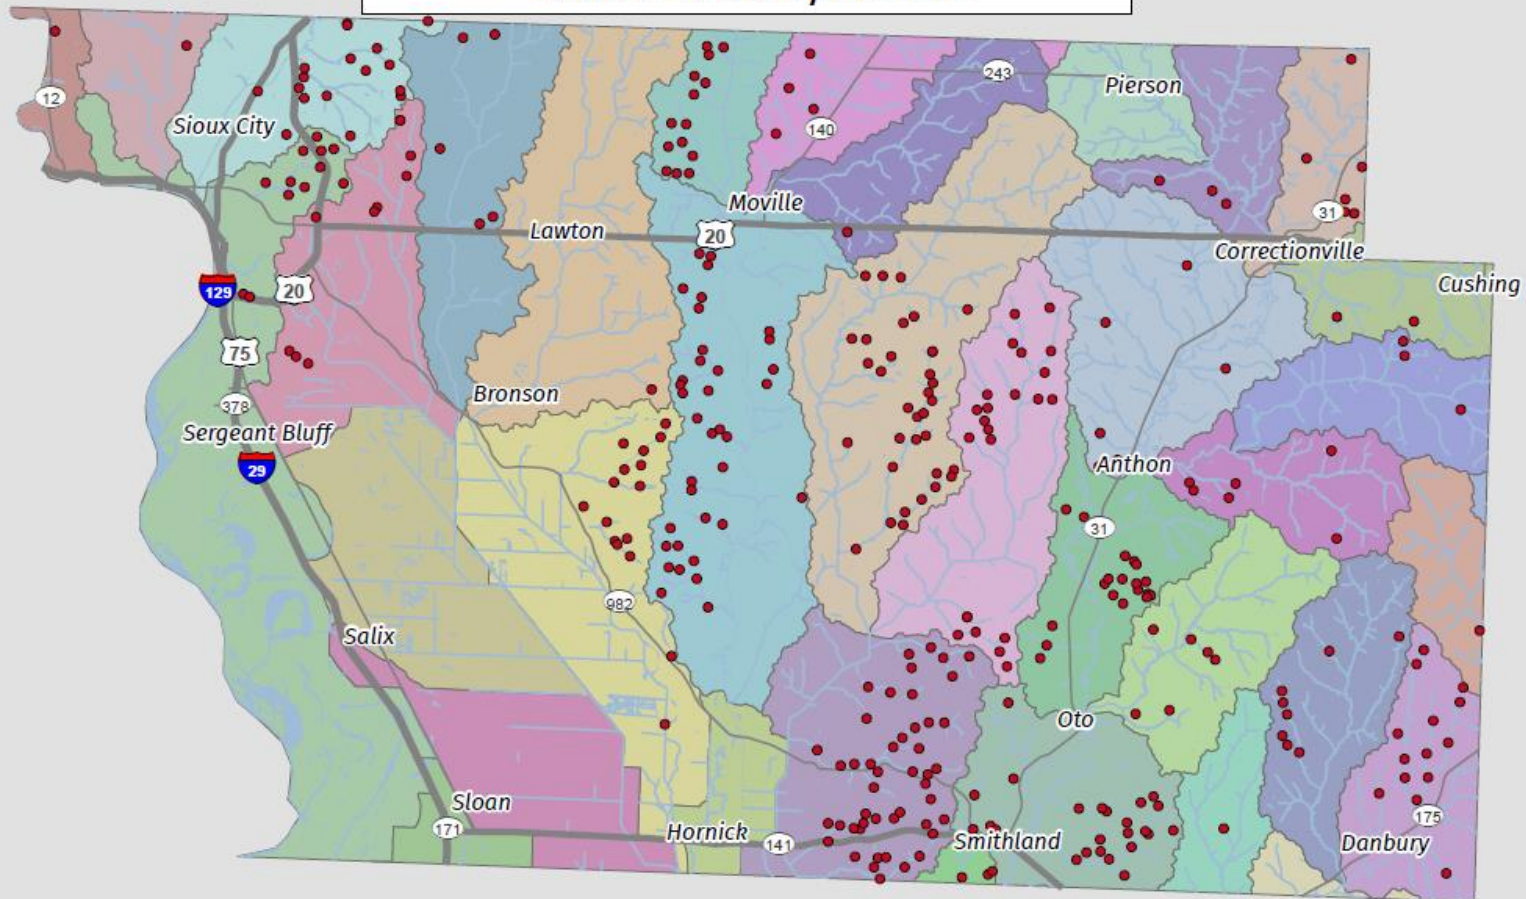 12
243
Pierson
Sioux City
140
Moville
31
Lawton
20
Correctionville
Cushing
129
20
75
Bronson
378
Sergeant Bluff
29
Anthon
31
982
Salix
Oto
Sloan
171
Hornick
141
Smithland
175
Danbury